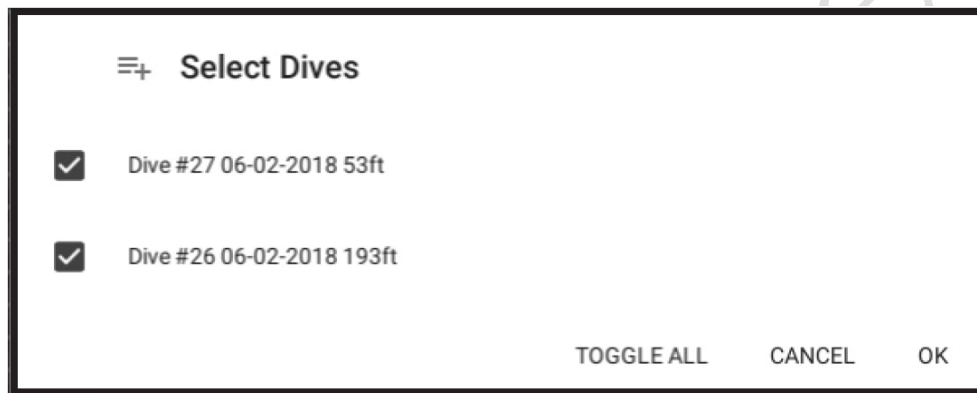 Select Dives
Dive #27 06-02-2018 53ft
Dive #26 06-02-2018 193ft
TOGGLE ALL CANCEL OK